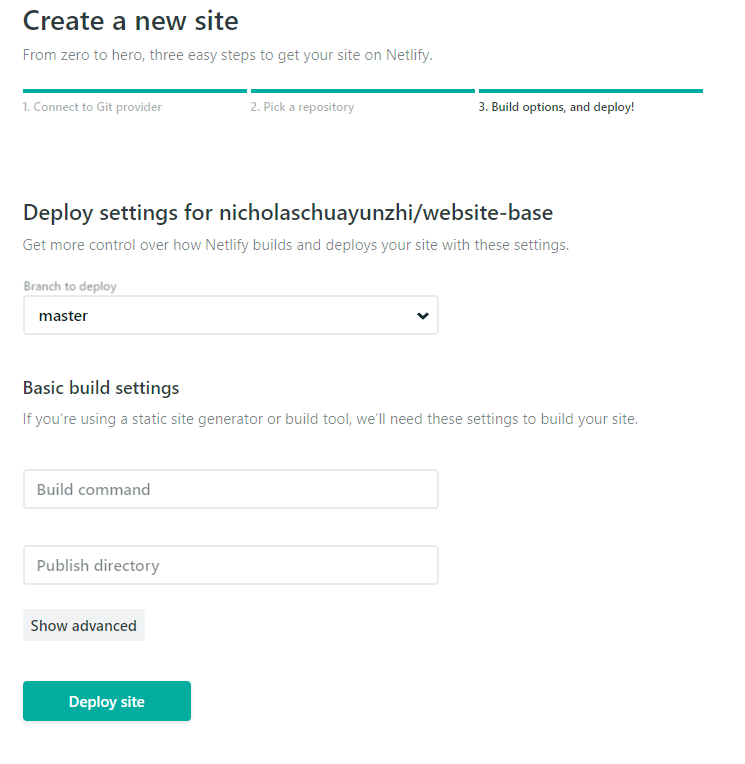 Create a new site
From zero to hero, three easy steps to get your site on Netlify.
1. Connect to Git provider
2. Pick a repository
3. Build options, and deploy!
Deploy settings for nicholaschuayunzhi/website-base
Get more control over how Netlify builds and deploys your site with these settings.
Branch to deploy
master
Basic build settings
If you’re using a static site generator or build tool, we’ll need these settings to build your site.
Build command
Publish directory
Show advanced
Deploy site